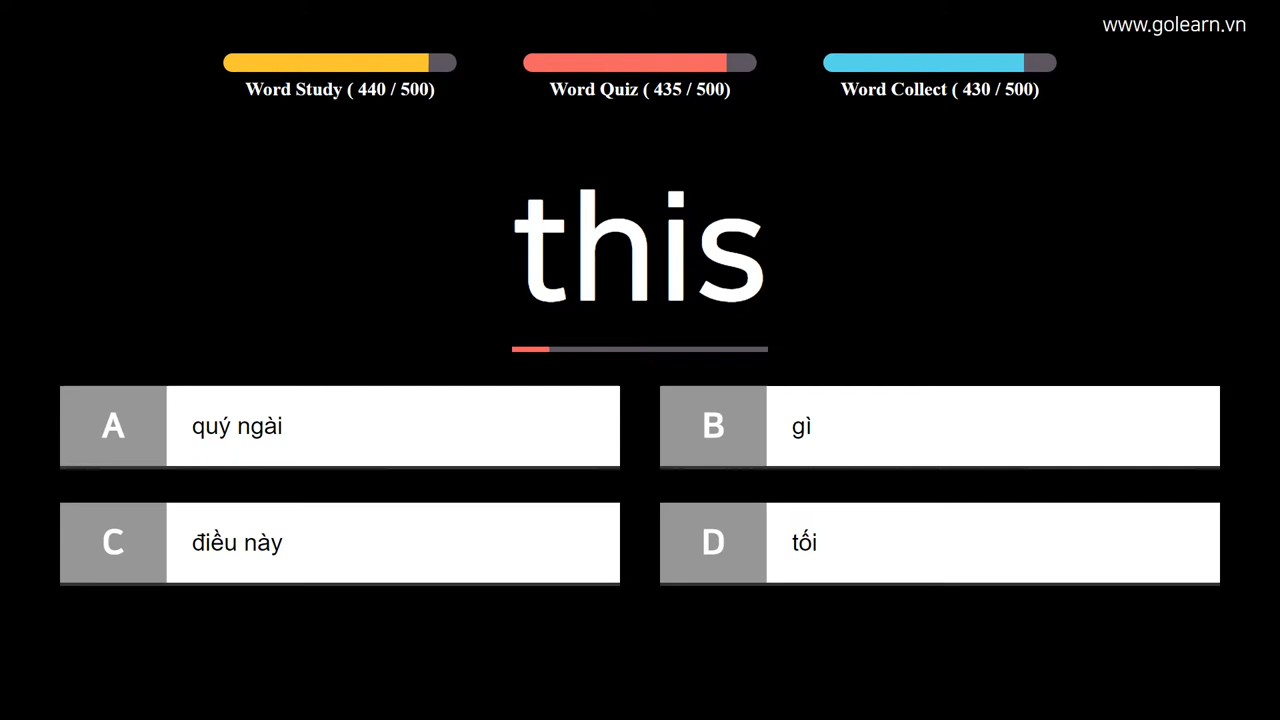 www.golearn.vn
Word Study ( 440 / 500)
Word Quiz ( 435 / 500)
Word Collect ( 430 / 500)
this
A quý ngài
B gì
C điều này
D tối